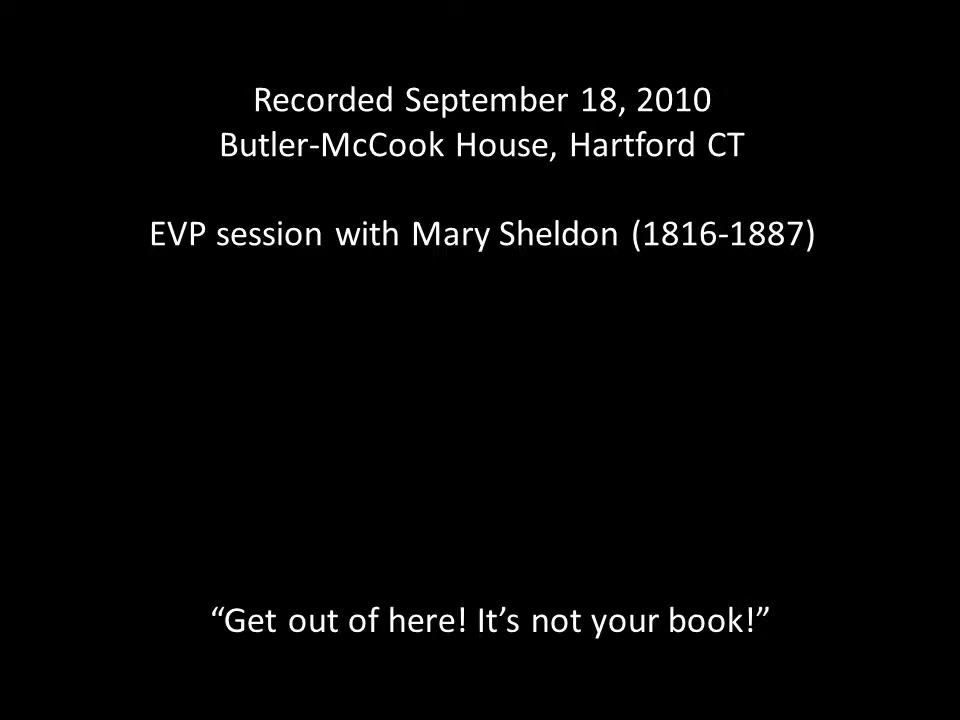 Recorded September 18, 2010
Butler-McCook House, Hartford CT
EVP session with Mary Sheldon (1816-1887)
“Get out of here! It’s not your book!”